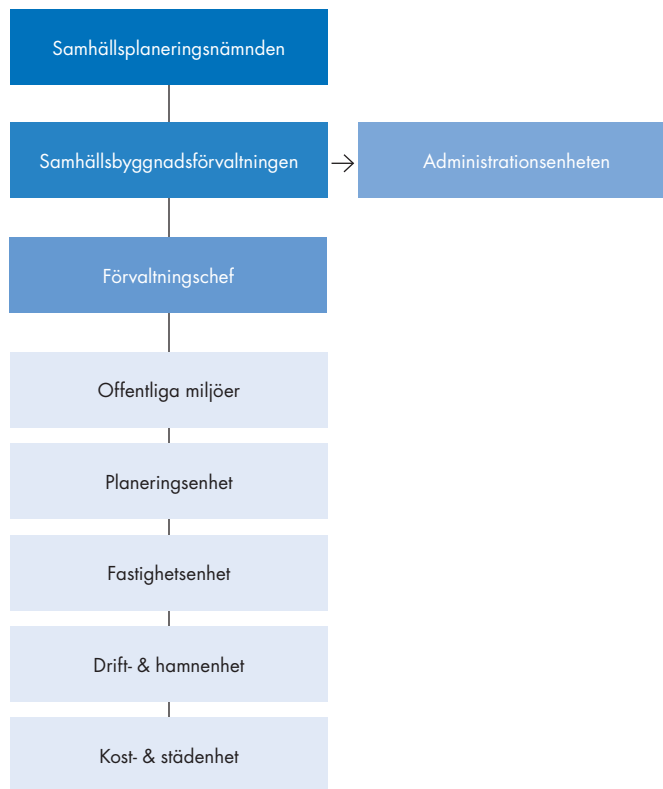 Samhällsplaneringsnämnden
Samhällsbyggnadsförvaltningen
Administrationsenheten
Förvaltningschef
Offentliga miljöer
Planeringsenhet
Fastighetsenhet
Drift- & hamnenhet
Kost- & städenhet